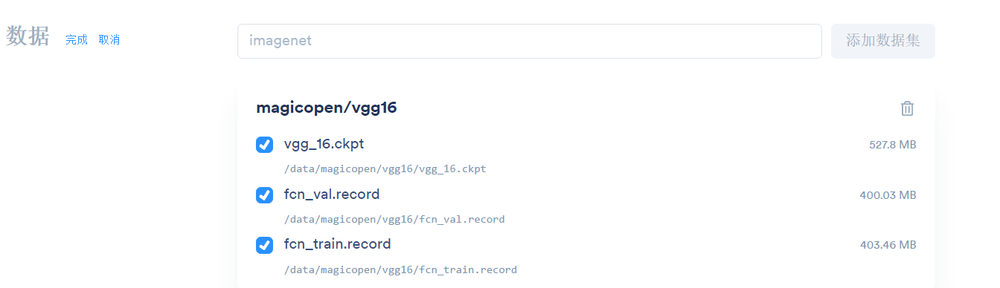 数据 完成 取消 imagenet 添加数据集
magicopen/vgg16
vgg_16.ckpt 527.8 MB
/data/magicopen/vgg16/vgg_16.ckpt
fcn_val.record 400.03 MB
/data/magicopen/vgg16/fcn_val.record
fcn_train.record 403.46 MB
/data/magicopen/vgg16/fcn_train.record